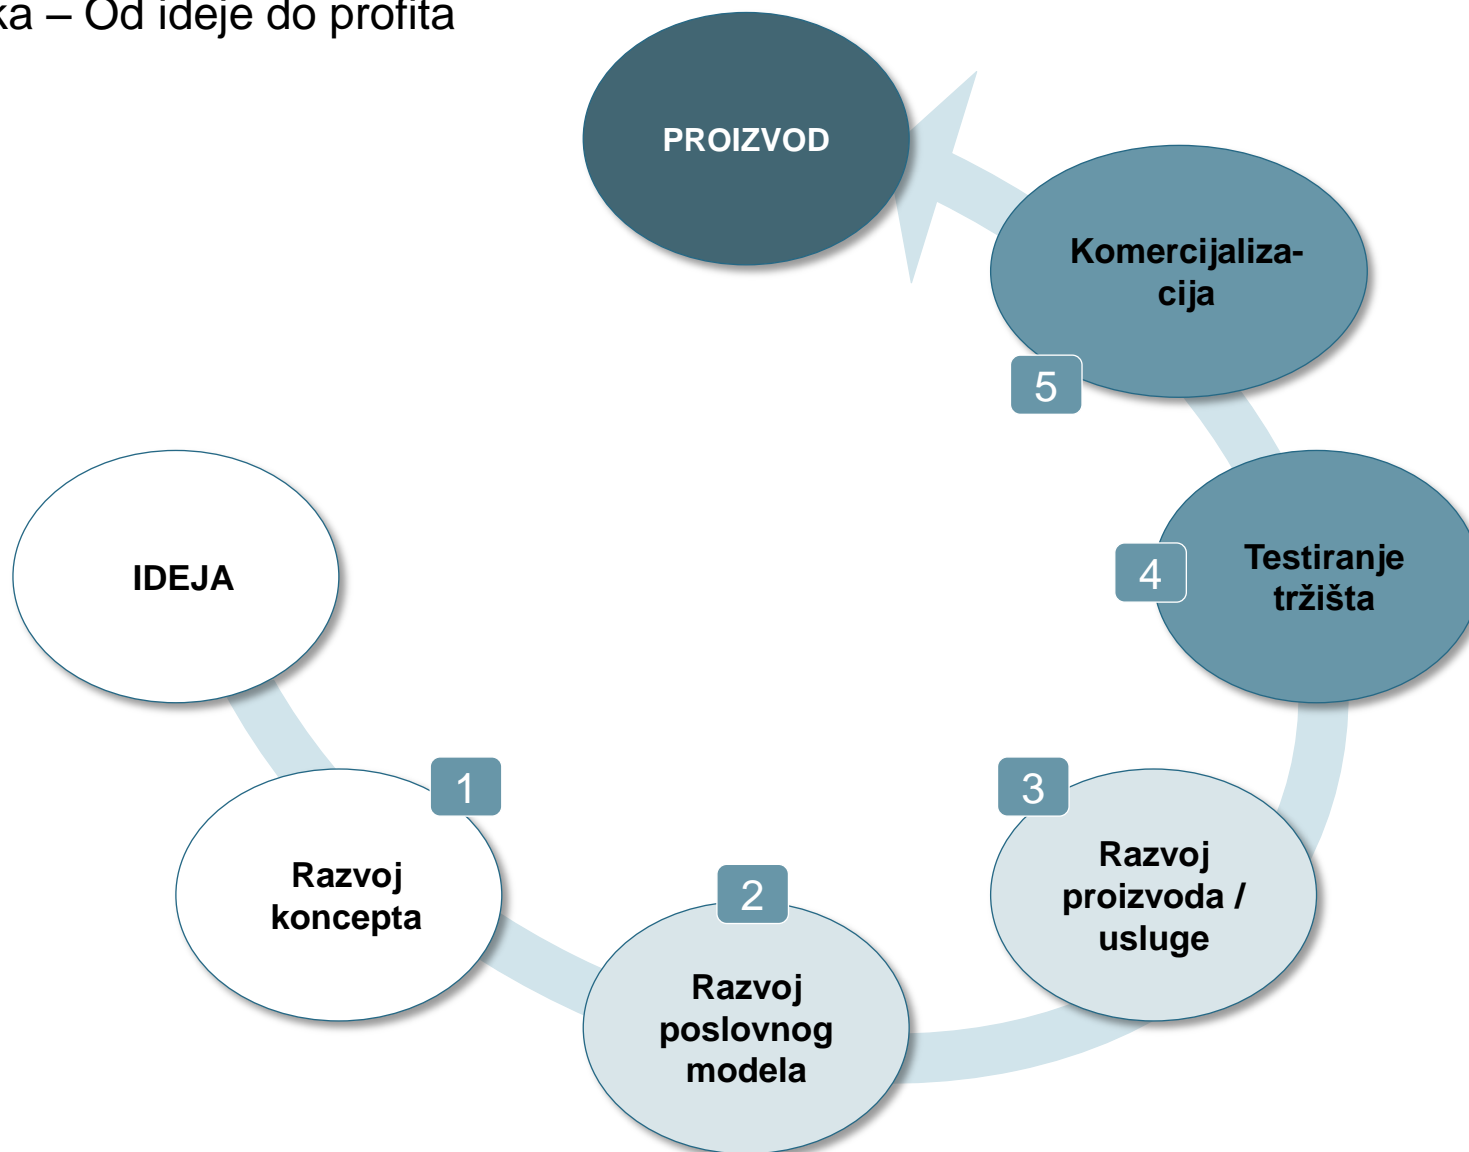 – Od ideje do profita
PROIZVOD
Komercijaliza-
cija
5
Testiranje
tržišta
4
IDEJA
3
Razvoj
proizvoda /
usluge
1
Razvoj
koncepta
2
Razvoj
poslovnog
modela